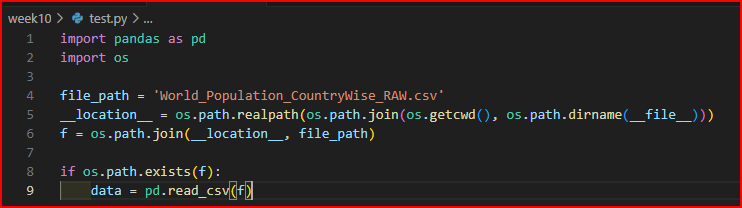 week10 > test.py > ...
1 import pandas as pd
2 import os
3
4 file_path = 'World_Population_CountryWise_RAW.csv'
5 __location__ = os.path.realpath(os.path.join(os.getcwd(), os.path.dirname(__file__)))
6 f = os.path.join(__location__, file_path)
7
8 if os.path.exists(f):
9     data = pd.read_csv(f)